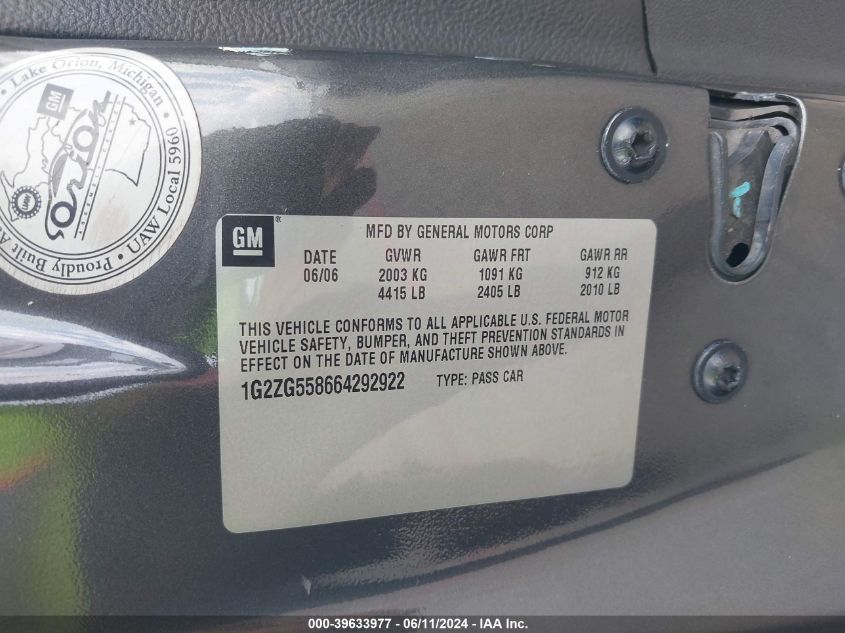 Lake Orion, Michigan
GM
Orion
ASSEMBLY
UAW Local 5960
Proudly Built
GM
MFD BY GENERAL MOTORS CORP
DATE GVWR GAWR FRT GAWR RR
06/06 2003 KG 1091 KG 912 KG
4415 LB 2405 LB 2010 LB
THIS VEHICLE CONFORMS TO ALL APPLICABLE U.S. FEDERAL MOTOR
VEHICLE SAFETY, BUMPER, AND THEFT PREVENTION STANDARDS IN
EFFECT ON THE DATE OF MANUFACTURE SHOWN ABOVE.
1G2ZG558664292922 TYPE: PASS CAR
000-39633977 - 06/11/2024 - IAA Inc.